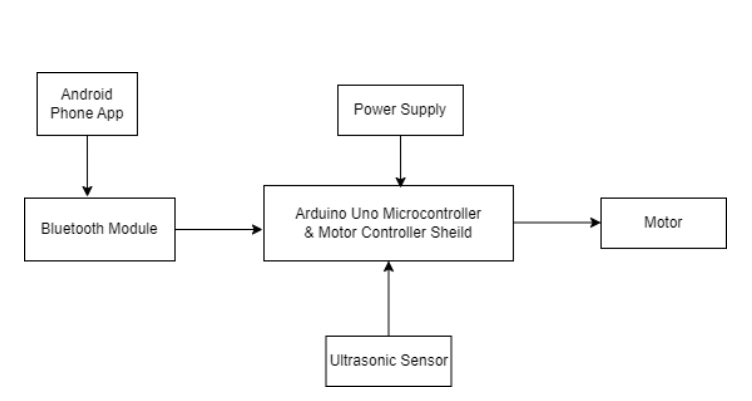 Android
Phone App
Power Supply
Bluetooth Module
Arduino Uno Microcontroller
& Motor Controller Sheild
Motor
Ultrasonic Sensor